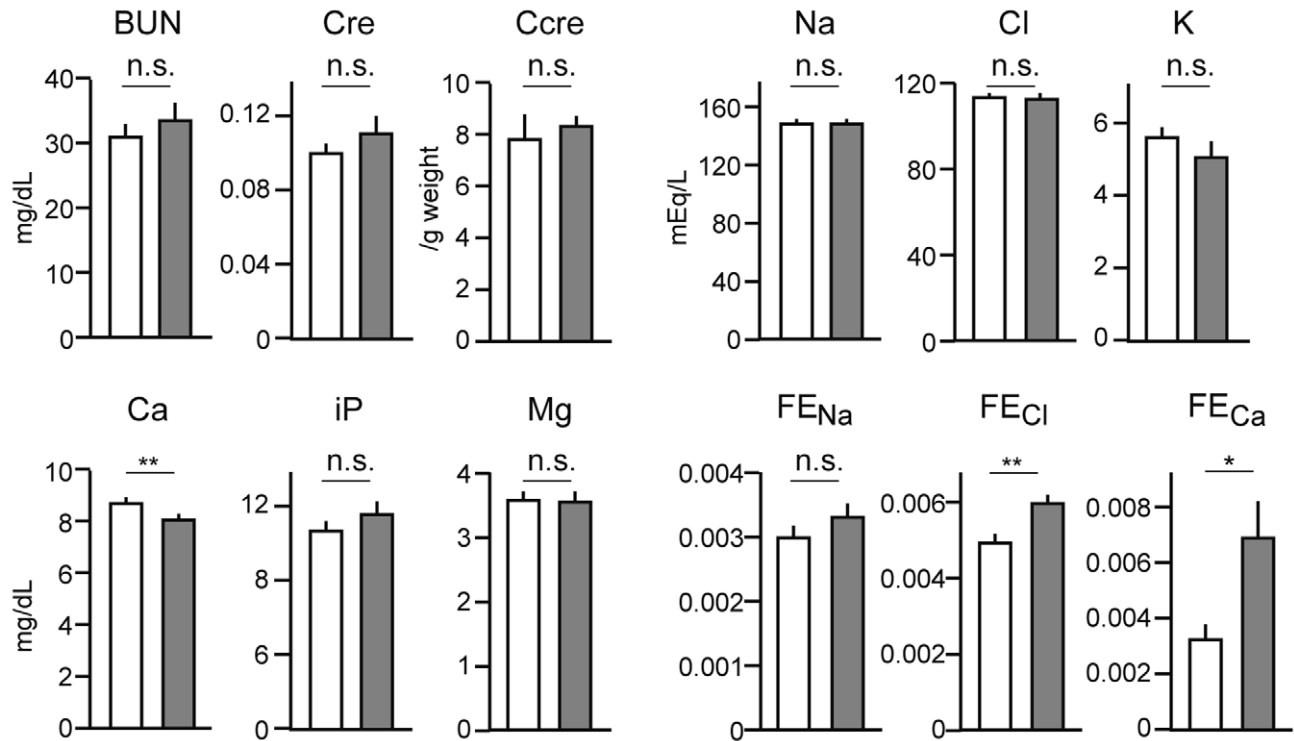 BUN
n.s.
40
30
20
10
0
mg/dL
Cre
n.s.
0.12
0.08
0.04
0
Ccre
n.s.
10
8
6
4
2
0
/g weight
Na
n.s.
160
120
80
40
0
mEq/L
Cl
n.s.
120
80
40
0
K
n.s.
6
4
2
0
Ca
**
10
8
6
4
2
0
mg/dL
iP
n.s.
12
8
6
0
Mg
n.s.
4
3
2
1
0
FENa
n.s.
0.004
0.003
0.002
0.001
0
FECl
**
0.006
0.004
0.002
0
FECa
*
0.008
0.006
0.004
0.002
0